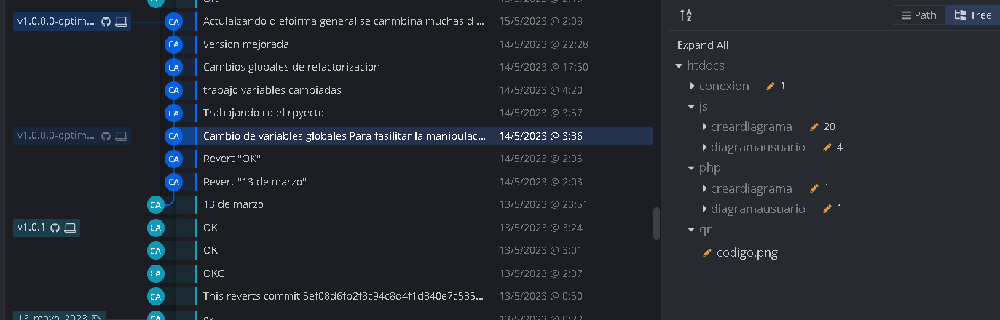 OK
13/5/2023 @ 2:19
v1.0.0.0-optim... CA Actulaizando d efoirma general se canmbina muchas d ... 15/5/2023 @ 2:08
CA Version mejorada 14/5/2023 @ 22:28
CA Cambios globales de refactorizacion 14/5/2023 @ 17:50
CA trabajo variables cambiadas 14/5/2023 @ 4:20
CA Trabajando co el rpyecto 14/5/2023 @ 3:57
v1.0.0.0-optim... CA Cambio de variables globales Para fasilitar la manipulac... 14/5/2023 @ 3:36
CA Revert "OK" 14/5/2023 @ 2:05
CA Revert "13 de marzo" 14/5/2023 @ 2:03
CA 13 de marzo 13/5/2023 @ 23:51
v1.0.1 CA OK 13/5/2023 @ 3:24
CA OK 13/5/2023 @ 3:01
CA OKC 13/5/2023 @ 2:07
CA This reverts commit 5ef08d6fb2f8c94c8d4f1d340e7c535... 13/5/2023 @ 0:50
13_mayo_2023 CA ok 13/5/2023 @ 0:22
A Z
Path Tree
Expand All
htdocs
conexion 1
js
creardiagrama 20
diagramausuario 4
php
creardiagrama 1
diagramausuario 1
qr
codigo.png